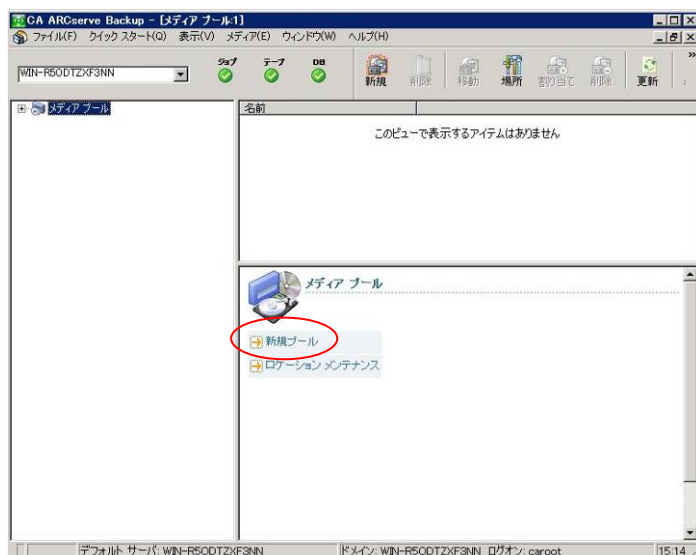 CA ARCserve Backup - [メディア プール:1]
ファイル(F) クイック スタート(Q) 表示(V) メディア(E) ウィンドウ(W) ヘルプ(H)
WIN-R5ODTZXF3NN
ジョブ テープ DB
新規 削除 移動 場所 割り当て 削除 更新
メディア プール
名前
このビューで表示するアイテムはありません
メディア プール
新規プール
ロケーション メンテナンス
デフォルト サーバ: WIN-R5ODTZXF3NN ドメイン: WIN-R5ODTZXF3NN ログオン: caroot 15:14